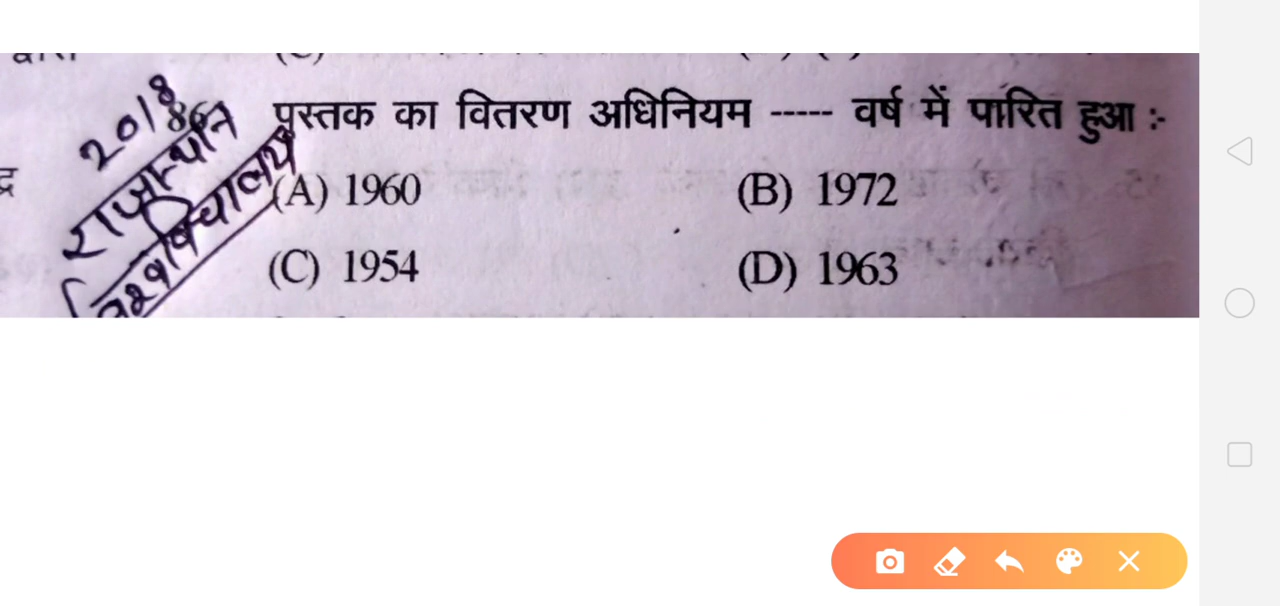 2018
राजस्थान
विश्वविद्यालय
86 पुस्तक का वितरण अधिनियम ----- वर्ष में पारित हुआ :-
(A) 1960 (B) 1972
(C) 1954 (D) 1963